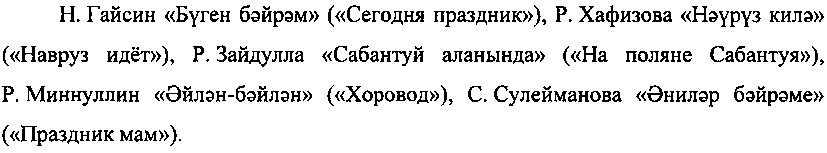 Н. Гайсин «Бүген бәйрәм» («Сегодня праздник»), Р. Хафизова «Нәүрүз килә»
(«Навруз идёт»), Р. Зайдулла «Сабантуй аланында» («На поляне Сабантуя»),
Р. Миннуллин «Әйлән-бәйлән» («Хоровод»), С. Сулейманова «Әниләр бәйрәме»
(«Праздник мам»).